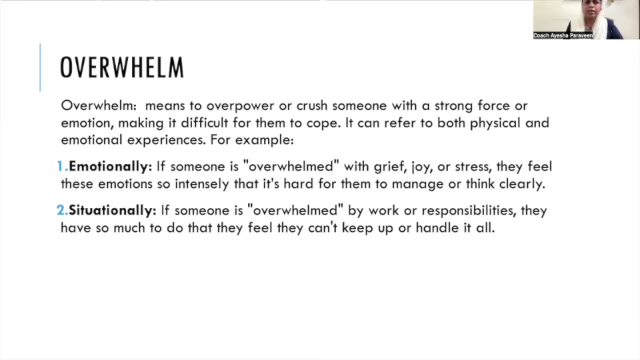 Coach Ayesha Paraveen
OVERWHELM
Overwhelm:  means to overpower or crush someone with a strong force or
emotion, making it difficult for them to cope. It can refer to both physical and
emotional experiences. For example:
1.Emotionally: If someone is "overwhelmed" with grief, joy, or stress, they feel
these emotions so intensely that it's hard for them to manage or think clearly.
2.Situationally: If someone is "overwhelmed" by work or responsibilities, they
have so much to do that they feel they can't keep up or handle it all.